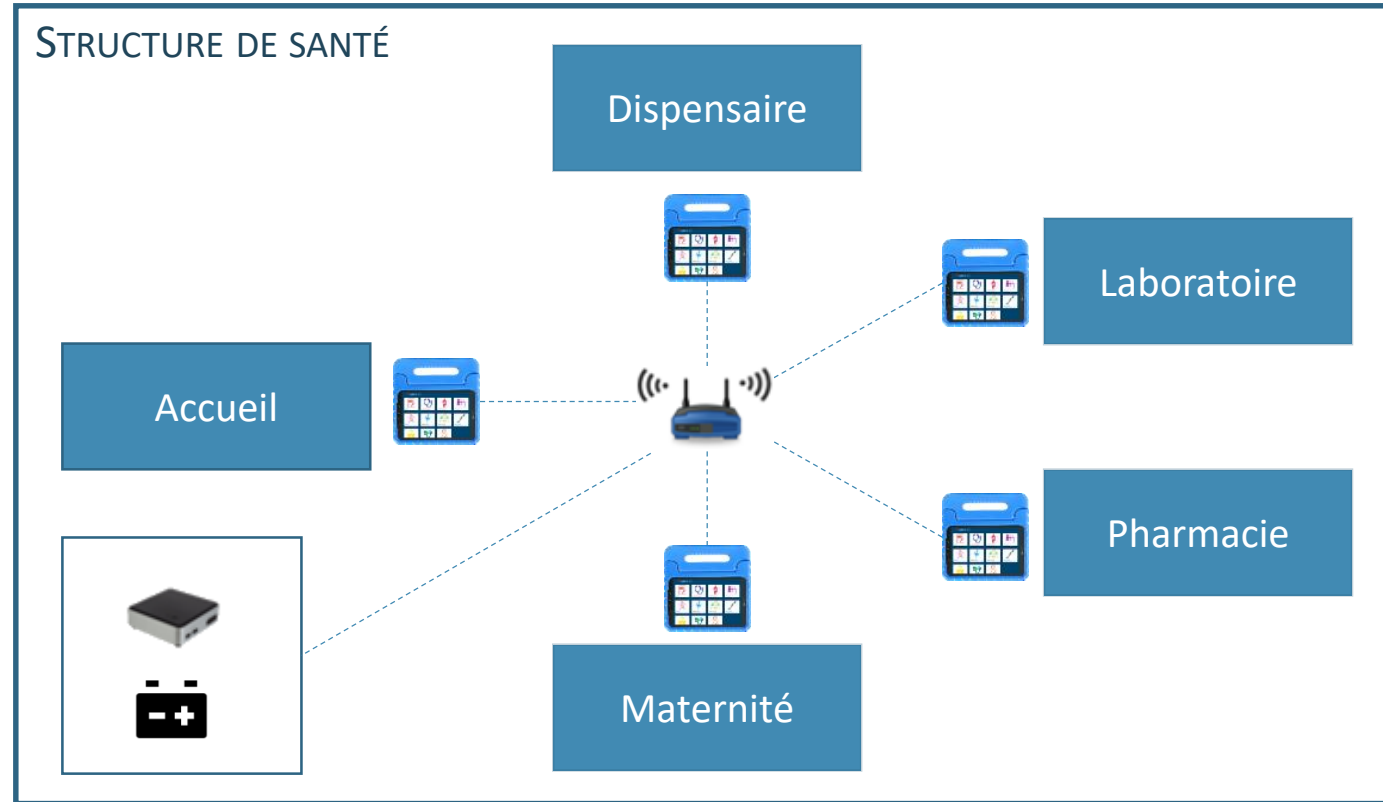 STRUCTURE DE SANTÉ
Dispensaire
Laboratoire
Accueil
Pharmacie
Maternité